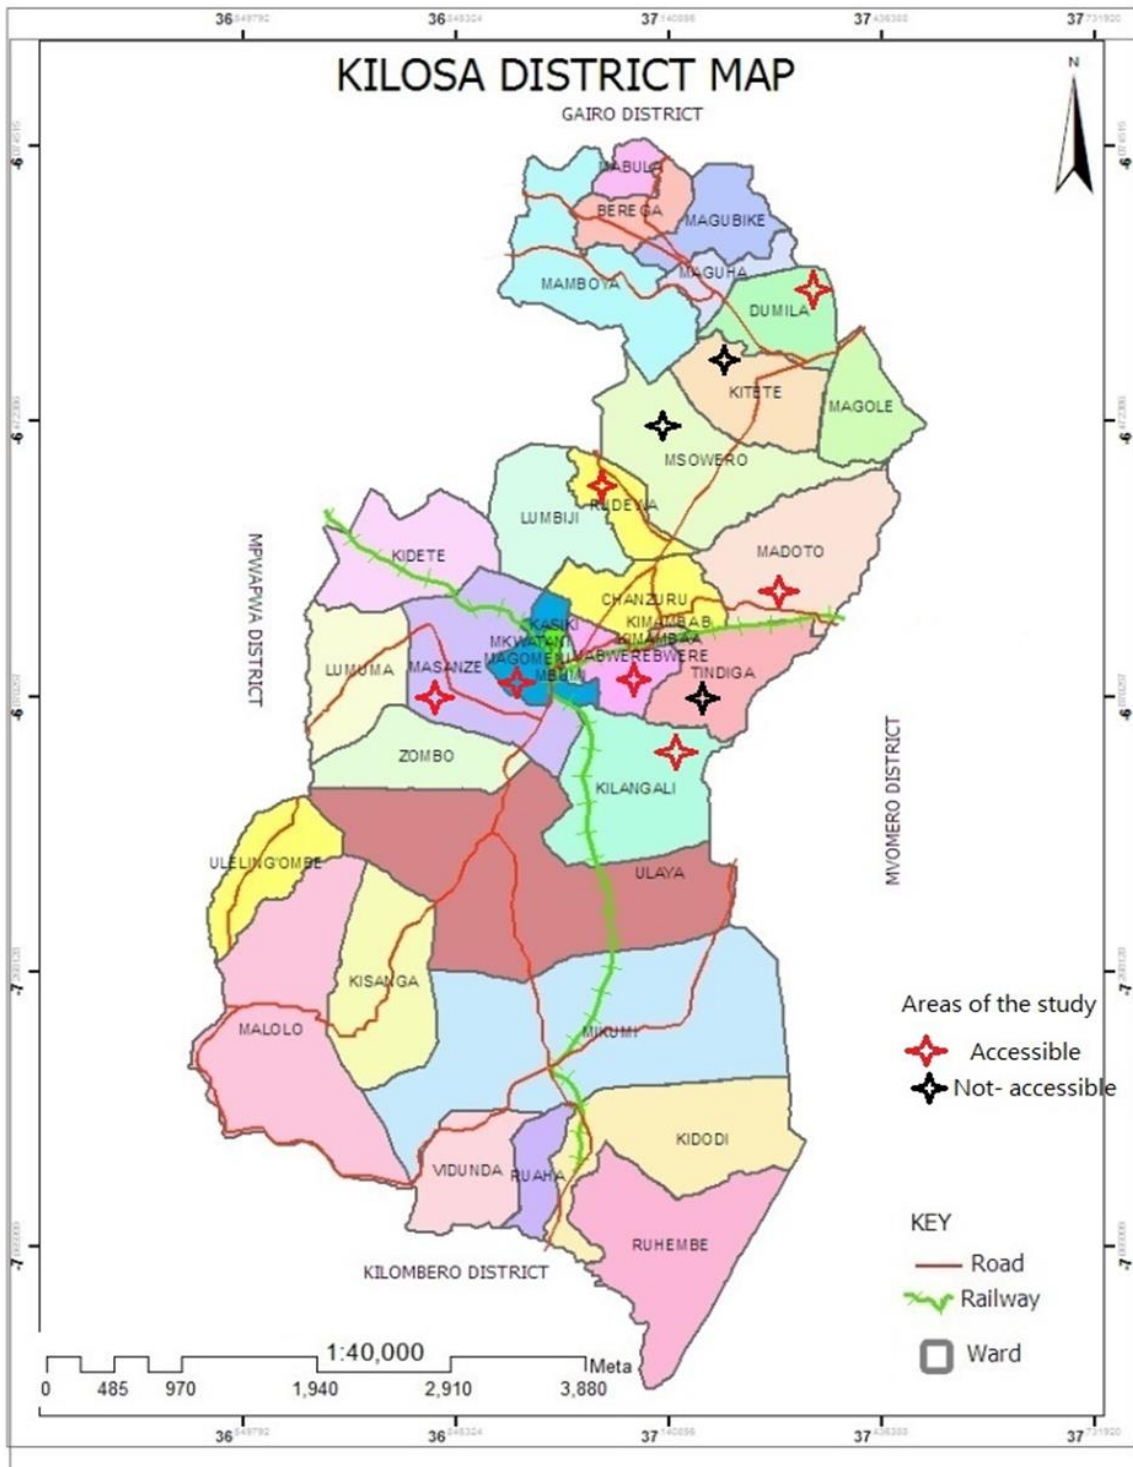 KILOSA DISTRICT MAP
GAIRO DISTRICT
N
MABULA
BEREGA
MAGUBIKE
MAGUHA
MAMBOYA
DUMILA
KITETE
MAGOLE
MSOWERO
RUDEWA
LUMBIJI
MADOTO
KIDETE
MPWAPWA DISTRICT
CHANZURU
KASIKI
KIMAMBAB
KIMAMBAA
MKWATANI
MAGOMENI
MABWEREBWERE
MBUMI
MASANZE
LUMUMA
TINDIGA
ZOMBO
KILANGALI
MVOMERO DISTRICT
ULELING'OMBE
ULAYA
KISANGA
MALOLO
MIKUMI
Areas of the study
Accessible
Not- accessible
KIDODI
VIDUNDA
RUAHA
RUHEMBE
KILOMBERO DISTRICT
KEY
Road
Railway
Ward
1:40,000
Meta
0 485 970 1,940 2,910 3,880